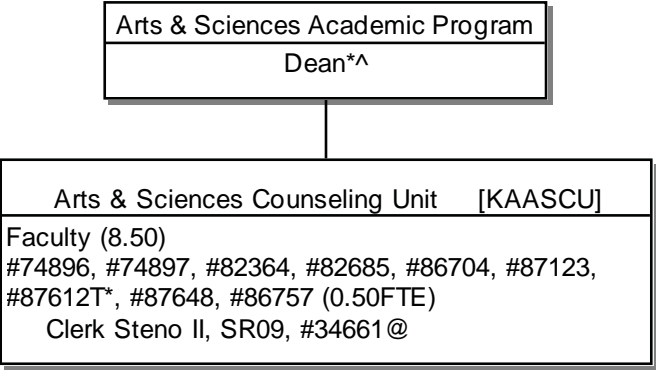 Arts & Sciences Academic Program
Dean*^
Arts & Sciences Counseling Unit [KAASCU]
Faculty (8.50)
#74896, #74897, #82364, #82685, #86704, #87123,
#87612T*, #87648, #86757 (0.50FTE)
Clerk Steno II, SR09, #34661@